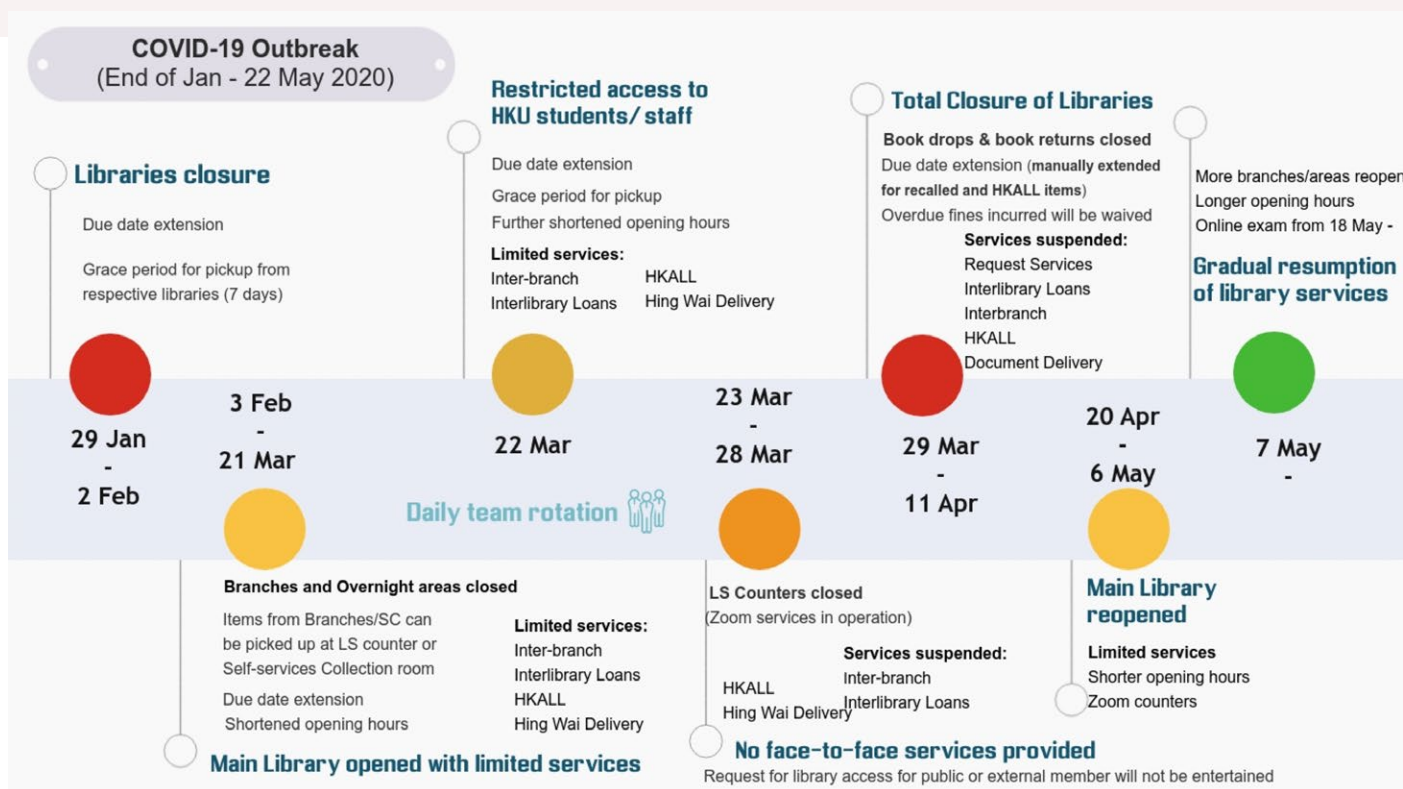 COVID-19 Outbreak
(End of Jan - 22 May 2020)
Libraries closure
Due date extension
Grace period for pickup from
respective libraries (7 days)
29 Jan
-
2 Feb
3 Feb
-
21 Mar
Branches and Overnight areas closed
Items from Branches/SC can
be picked up at LS counter or
Self-services Collection room
Due date extension
Shortened opening hours
Limited services:
Inter-branch
Interlibrary Loans
HKALL
Hing Wai Delivery
Main Library opened with limited services
Restricted access to
HKU students/ staff
Due date extension
Grace period for pickup
Further shortened opening hours
Limited services:
Inter-branch
Interlibrary Loans
HKALL
Hing Wai Delivery
22 Mar
Daily team rotation
23 Mar
-
28 Mar
LS Counters closed
(Zoom services in operation)
HKALL
Hing Wai Delivery
Services suspended:
Inter-branch
Interlibrary Loans
No face-to-face services provided
Request for library access for public or external member will not be entertained
Total Closure of Libraries
Book drops & book returns closed
Due date extension (manually extended
for recalled and HKALL items)
Overdue fines incurred will be waived
Services suspended:
Request Services
Interlibrary Loans
Interbranch
HKALL
Document Delivery
29 Mar
-
11 Apr
20 Apr
-
6 May
Main Library
reopened
Limited services
Shorter opening hours
Zoom counters
More branches/areas reopen
Longer opening hours
Online exam from 18 May -
Gradual resumption
of library services
7 May
-